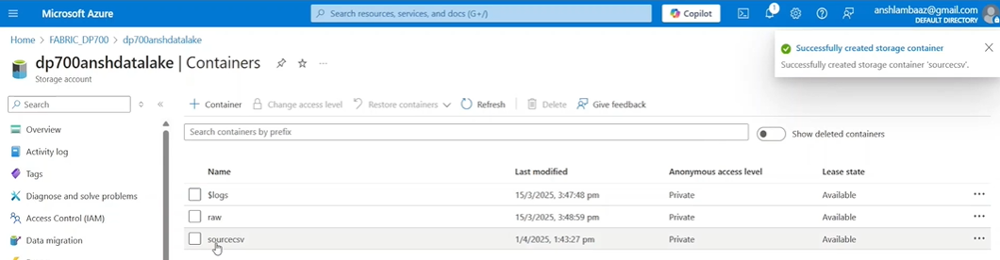 Microsoft Azure
Search resources, services, and docs (G+/)
Copilot
1
anshlambaaz@gmail.com
DEFAULT DIRECTORY
Home > FABRIC_DP700 > dp700anshdatalake
dp700anshdatalake | Containers
Storage account
Successfully created storage container
Successfully created storage container 'sourcecsv'.
Search
Overview
Activity log
Tags
Diagnose and solve problems
Access Control (IAM)
Data migration
Container Change access level Restore containers Refresh Delete Give feedback
Search containers by prefix
Show deleted containers
Name Last modified Anonymous access level Lease state
$logs 15/3/2025, 3:47:48 pm Private Available
raw 15/3/2025, 3:48:59 pm Private Available
sourcecsv 1/4/2025, 1:43:27 pm Private Available